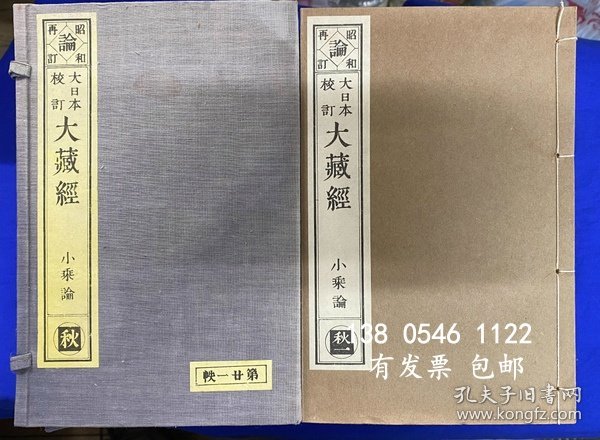 昭和再訂
論
大日本校訂
大藏經
小乘論
秋
第廿一帙
昭和再訂
論
大日本校訂
大藏經
小乘論
秋一
138 0546 1122
有发票 包邮
孔夫子旧书网
www.kongfz.com